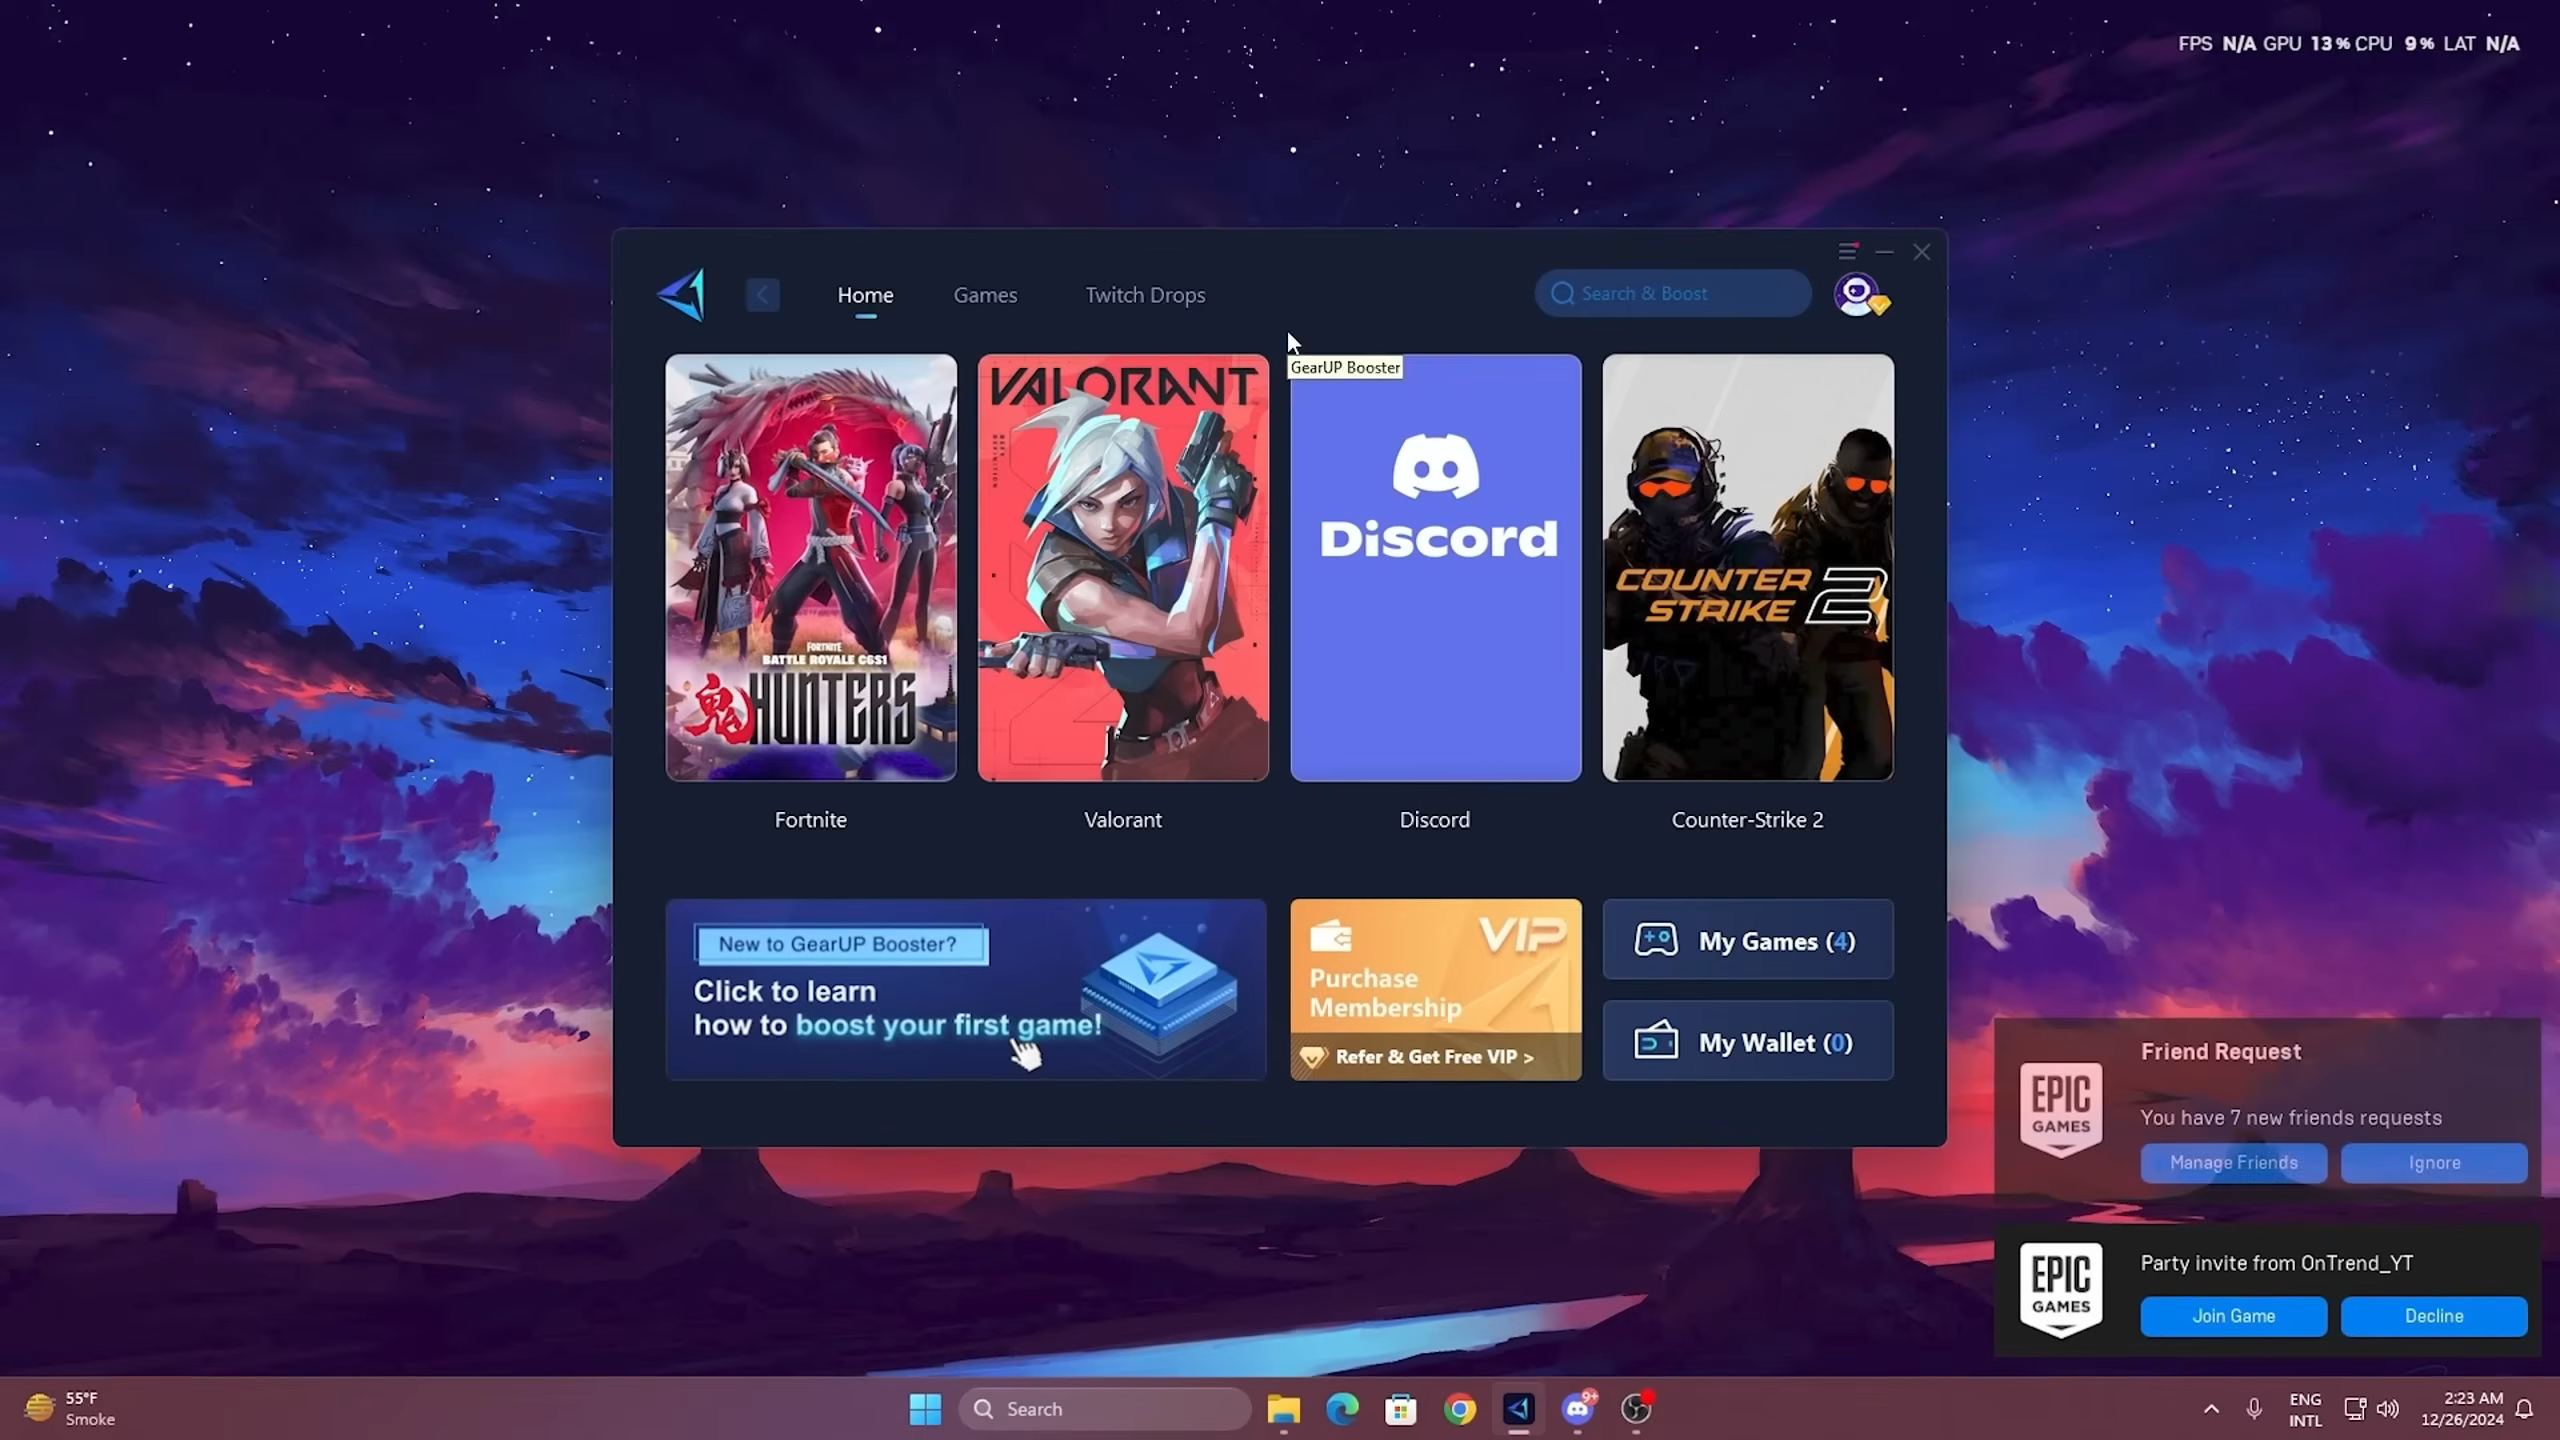 FPS N/A GPU 13% CPU 9% LAT N/A
Home
Games
Twitch Drops
Search & Boost
GearUP Booster
FORTNITE
BATTLE ROYALE C6S1
鬼HUNTERS
VALORANT
Discord
COUNTER
STRIKE 2
Fortnite
Valorant
Discord
Counter-Strike 2
New to GearUP Booster?
Click to learn
how to boost your first game!
VIP
Purchase
Membership
Refer & Get Free VIP >
My Games (4)
My Wallet (0)
EPIC
GAMES
Friend Request
You have 7 new friends requests
Manage Friends
Ignore
EPIC
GAMES
Party invite from OnTrend_YT
Join Game
Decline
55°F
Smoke
Search
9+
ENG
INTL
2:23 AM
12/26/2024